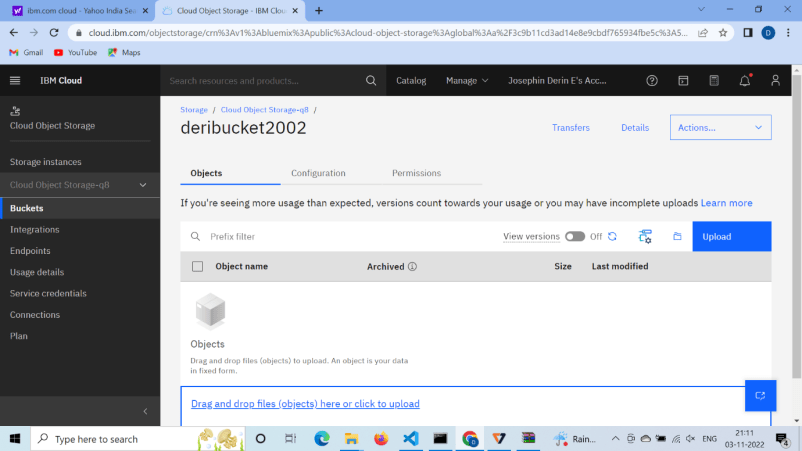 ibm.com cloud - Yahoo India Sea
Cloud Object Storage - IBM Clou
cloud.ibm.com/objectstorage/crn%3Av1%3Abluemix%3Apublic%3Acloud-object-storage%3Aglobal%3Aa%2F3c9b11cd3ad14e8e9cbdf765934fbe5c%3A5...
D
Gmail
YouTube
Maps
IBM Cloud
Search resources and products...
Catalog
Manage
Josephin Derin E's Acc...
Cloud Object Storage
Storage instances
Cloud Object Storage-q8
Buckets
Integrations
Endpoints
Usage details
Service credentials
Connections
Plan
Storage / Cloud Object Storage-q8 /
deribucket2002
Transfers
Details
Actions...
Objects
Configuration
Permissions
If you're seeing more usage than expected, versions count towards your usage or you may have incomplete uploads Learn more
Prefix filter
View versions
Off
Upload
Object name
Archived
Size
Last modified
Objects
Drag and drop files (objects) to upload. An object is your data
in fixed form.
Drag and drop files (objects) here or click to upload
Type here to search
Rain...
ENG
21:11
03-11-2022
4